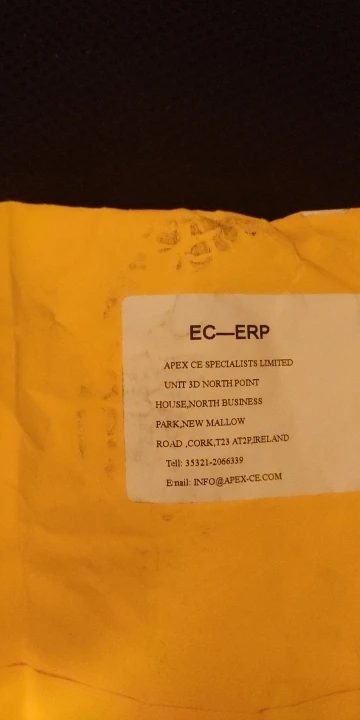 EC—ERP
APEX CE SPECIALISTS LIMITED
UNIT 3D NORTH POINT
HOUSE,NORTH BUSINESS
PARK,NEW MALLOW
ROAD ,CORK,T23 AT2P,IRELAND
Tell: 35321-2066339
E:nail: INFO@APEX-CE.COM